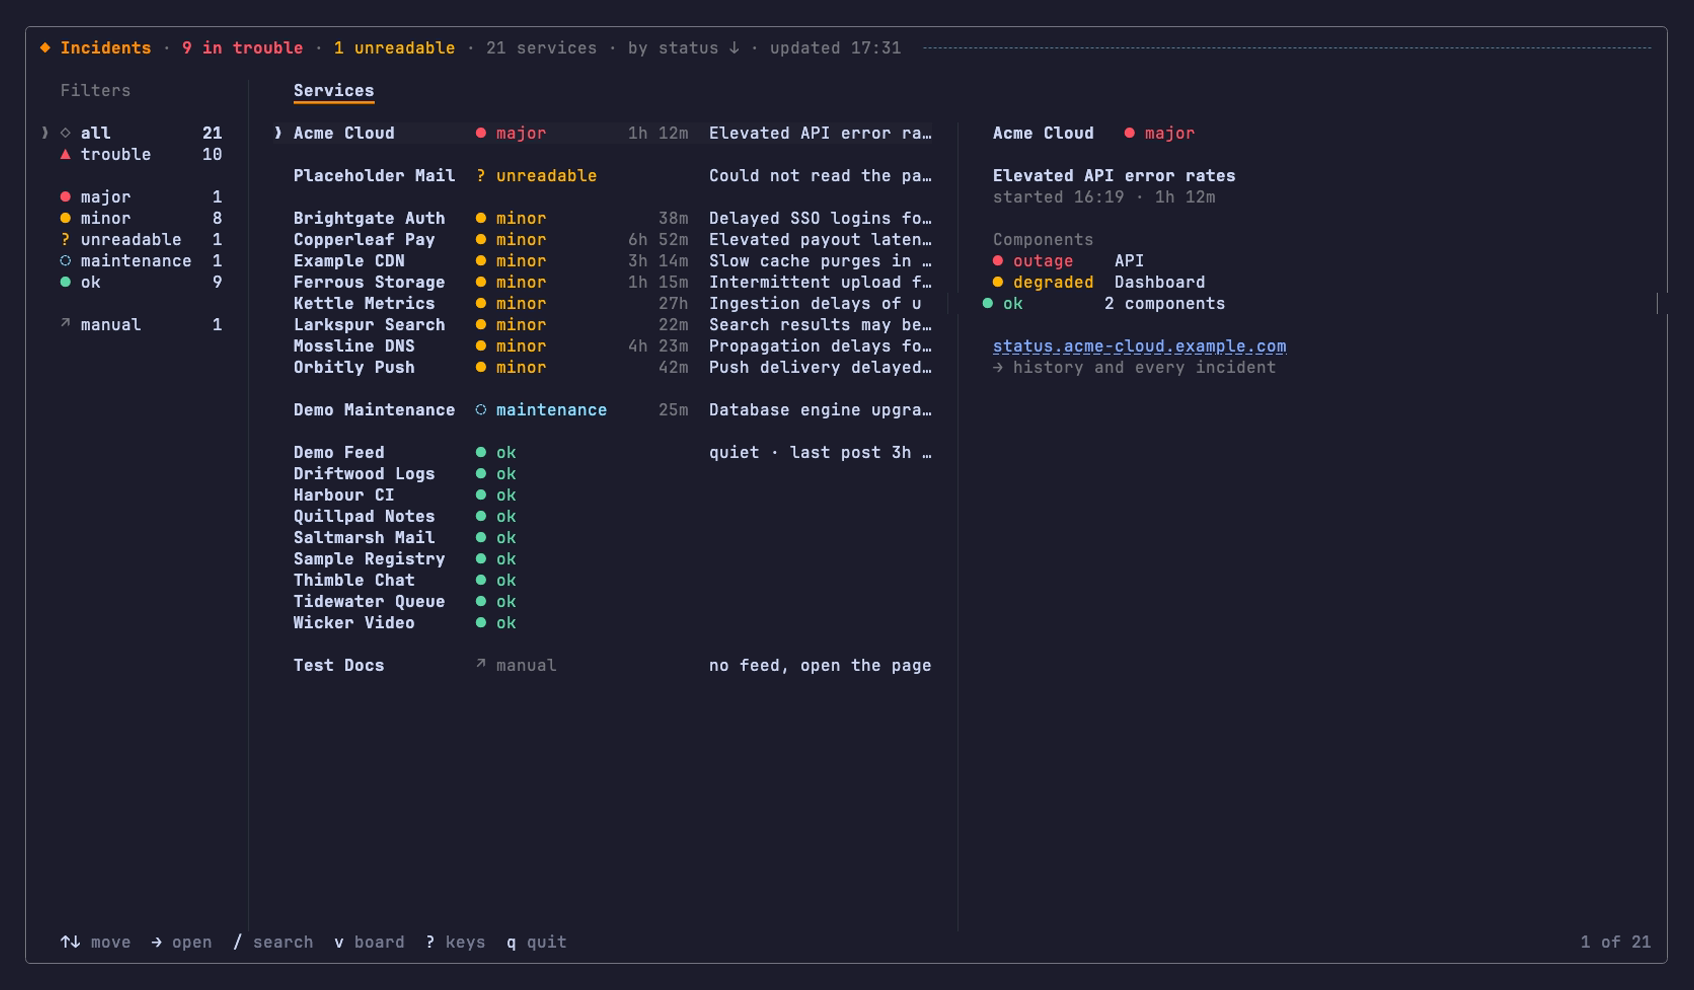 ◆ Incidents · 9 in trouble · 1 unreadable · 21 services · by status ↓ · updated 17:31
Filters
❫ ◇ all 21
▲ trouble 10
● major 1
● minor 8
? unreadable 1
◌ maintenance 1
● ok 9
↗ manual 1
Services
❫ Acme Cloud ● major 1h 12m Elevated API error ra…
Placeholder Mail ? unreadable Could not read the pa…
Brightgate Auth ● minor 38m Delayed SSO logins fo…
Copperleaf Pay ● minor 6h 52m Elevated payout laten…
Example CDN ● minor 3h 14m Slow cache purges in …
Ferrous Storage ● minor 1h 15m Intermittent upload f…
Kettle Metrics ● minor 27h Ingestion delays of u
Larkspur Search ● minor 22m Search results may be…
Mossline DNS ● minor 4h 23m Propagation delays fo…
Orbitly Push ● minor 42m Push delivery delayed…
Demo Maintenance ◌ maintenance 25m Database engine upgra…
Demo Feed ● ok quiet · last post 3h …
Driftwood Logs ● ok
Harbour CI ● ok
Quillpad Notes ● ok
Saltmarsh Mail ● ok
Sample Registry ● ok
Thimble Chat ● ok
Tidewater Queue ● ok
Wicker Video ● ok
Test Docs ↗ manual no feed, open the page
Acme Cloud ● major
Elevated API error rates
started 16:19 · 1h 12m
Components
● outage API
● degraded Dashboard
● ok 2 components
status.acme-cloud.example.com
→ history and every incident
↑↓ move → open / search v board ? keys q quit
1 of 21